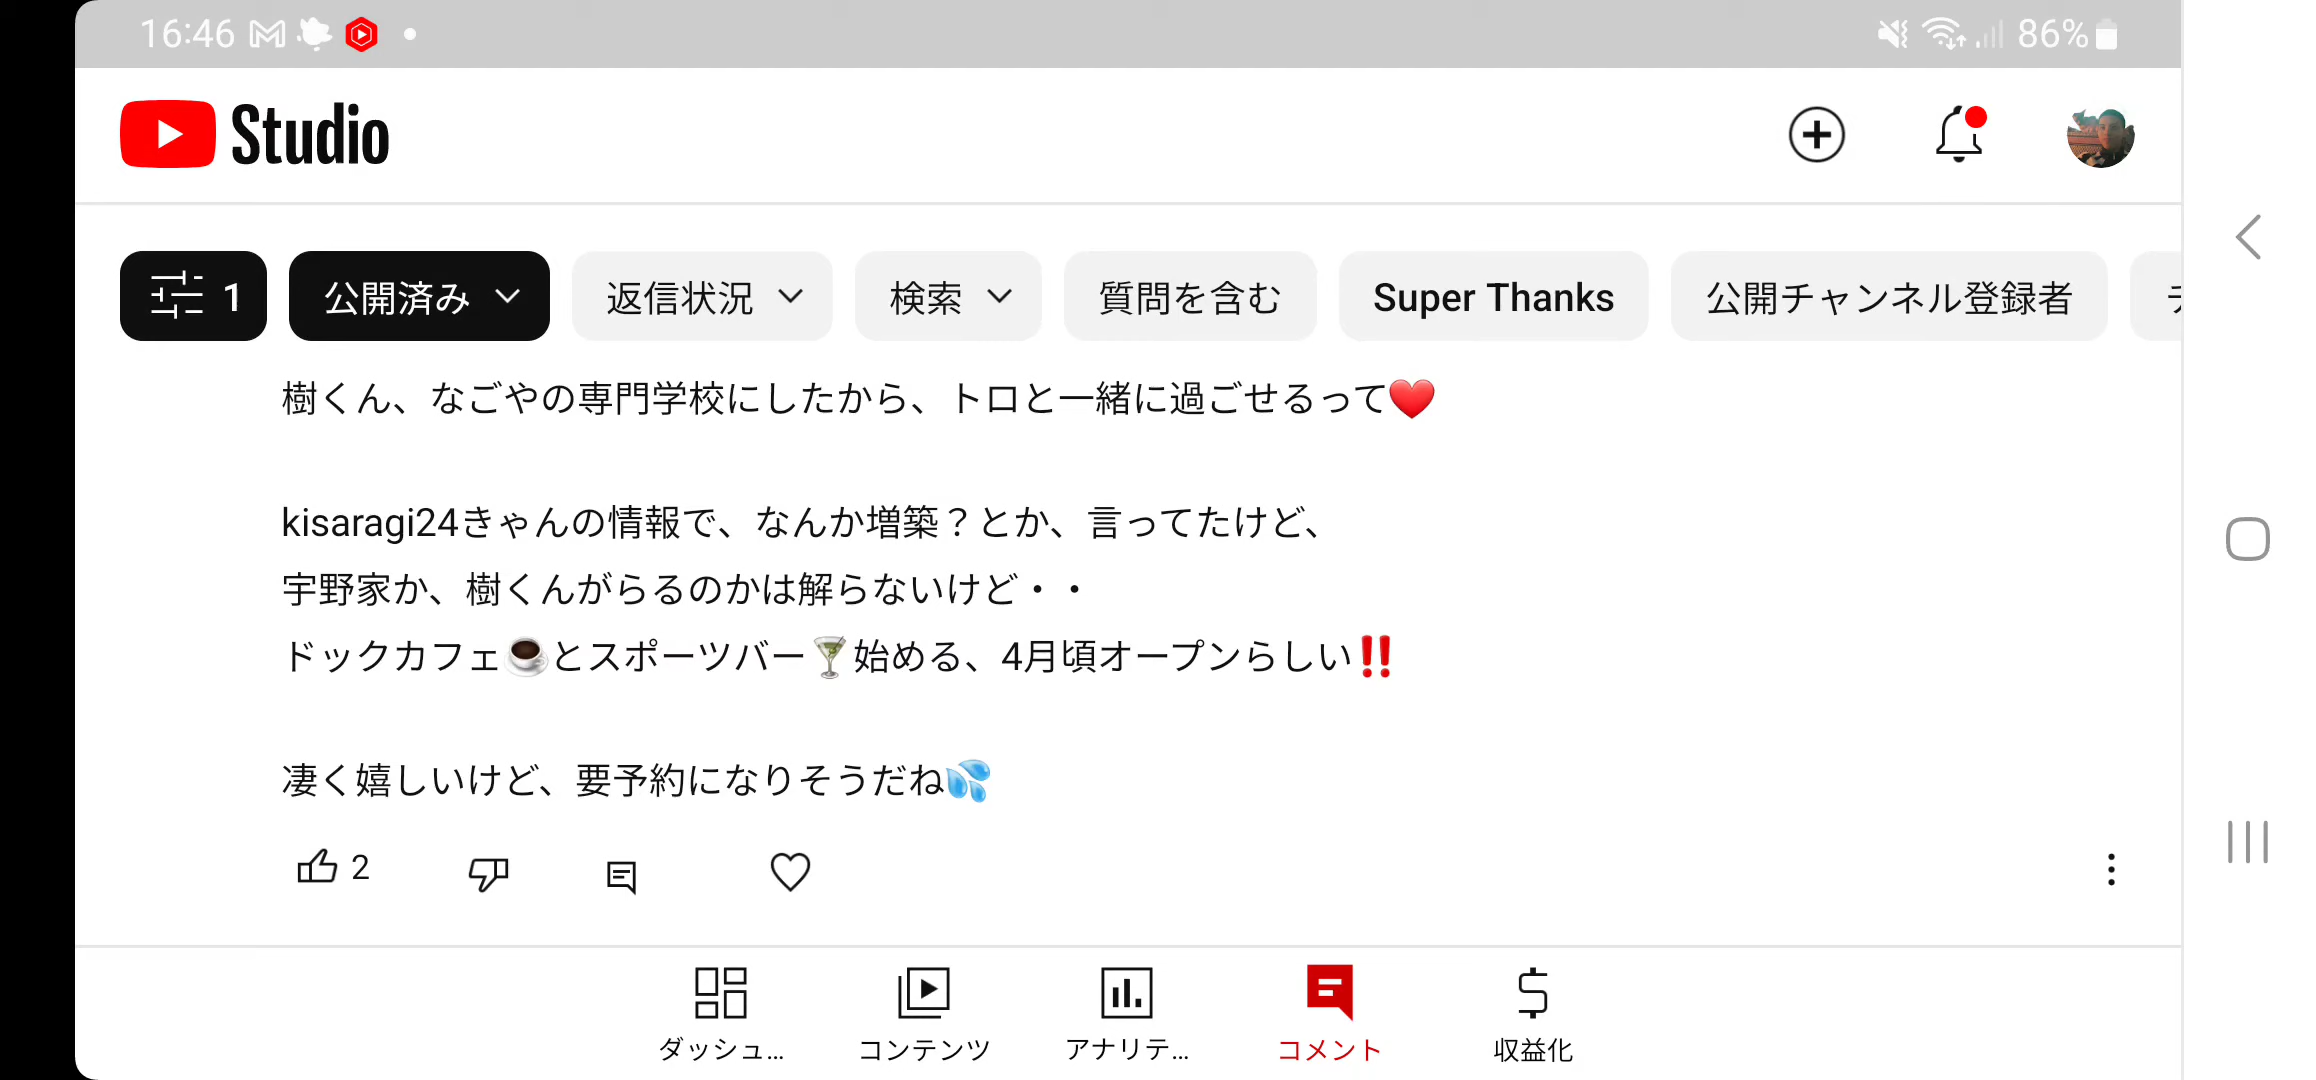 16:46
86%
Studio
1
公開済み
返信状況
検索
質問を含む
Super Thanks
公開チャンネル登録者
樹くん、なごやの専門学校にしたから、トロと一緒に過ごせるって❤️
kisaragi24きゃんの情報で、なんか増築？とか、言ってたけど、
宇野家か、樹くんがらるのかは解らないけど・・
ドックカフェ☕とスポーツバー🍸始める、4月頃オープンらしい‼️
凄く嬉しいけど、要予約になりそうだね💦
2
ダッシュ...
コンテンツ
アナリテ...
コメント
収益化